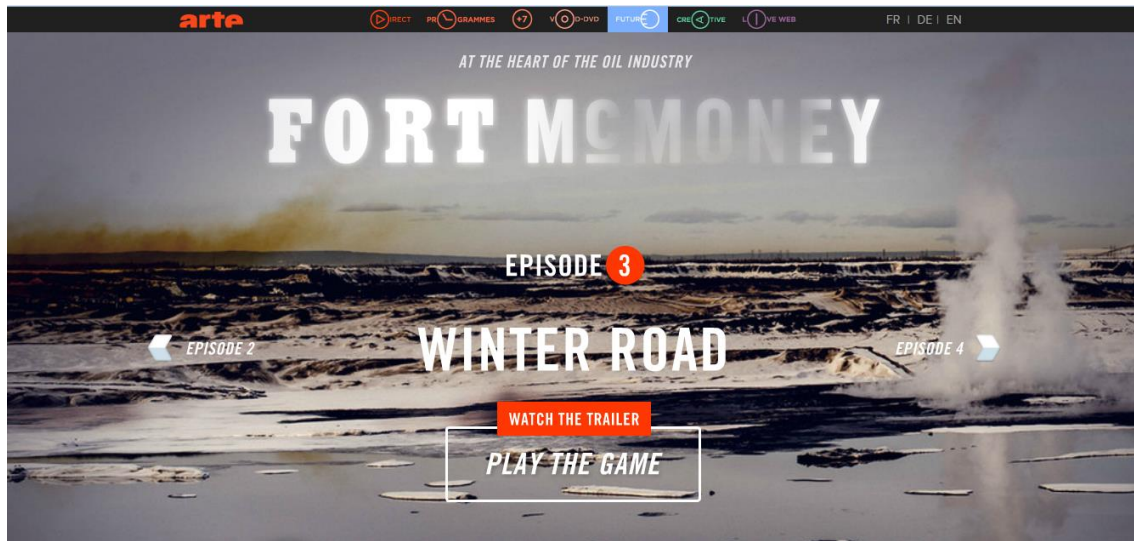 arte DIRECT PROGRAMMES +7 VOD-DVD FUTURE CREATIVE LIVE WEB FR | DE | EN
AT THE HEART OF THE OIL INDUSTRY
FORT McMONEY
EPISODE 3
WINTER ROAD
EPISODE 2
EPISODE 4
WATCH THE TRAILER
PLAY THE GAME